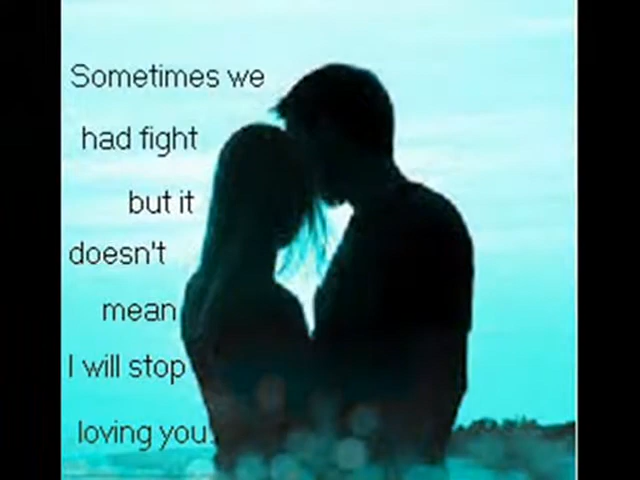 Sometimes we
had fight
but it
doesn't
mean
I will stop
loving you.